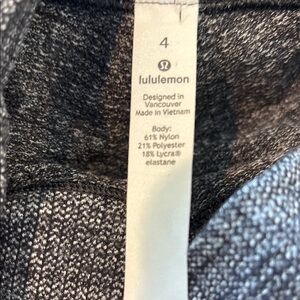 4
lululemon
Designed in
Vancouver
Made in Vietnam
Body:
61% Nylon
21% Polyester
18% Lycra®
elastane